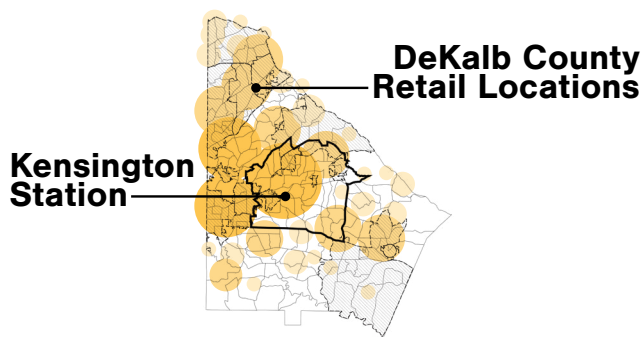 DeKalb County
Retail Locations
Kensington
Station